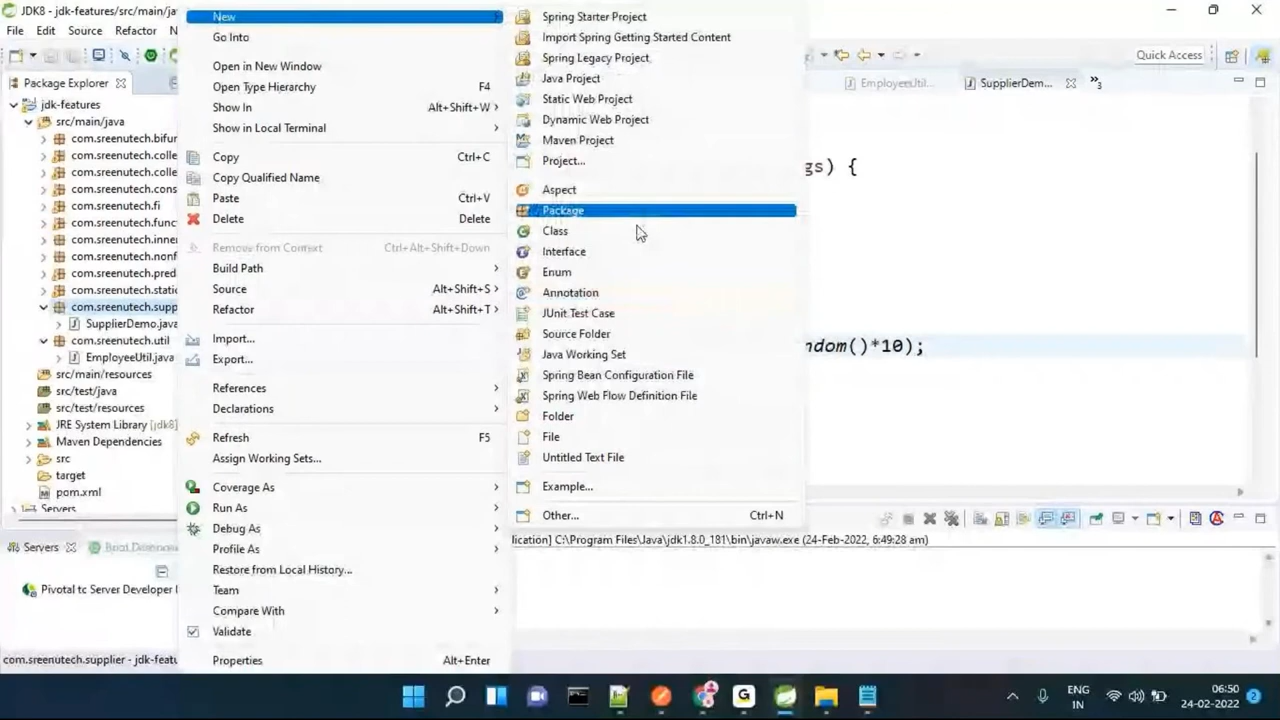 JDK8 - jdk-features/src/main/ja
File
Edit
Source
Refactor
N
Quick Access
Package Explorer
jdk-features
src/main/java
com.sreenutech.bifun
com.sreenutech.colle
com.sreenutech.colle
com.sreenutech.cons
com.sreenutech.fi
com.sreenutech.funct
com.sreenutech.inner
com.sreenutech.nonf
com.sreenutech.pred
com.sreenutech.static
com.sreenutech.supp
SupplierDemo.java
com.sreenutech.util
EmployeeUtil.java
src/main/resources
src/test/java
src/test/resources
JRE System Library [jdk8]
Maven Dependencies
src
target
pom.xml
Servers
New
Go Into
Open in New Window
Open Type Hierarchy F4
Show In Alt+Shift+W
Show in Local Terminal
Copy Ctrl+C
Copy Qualified Name
Paste Ctrl+V
Delete Delete
Remove from Context Ctrl+Alt+Shift+Down
Build Path
Source Alt+Shift+S
Refactor Alt+Shift+T
Import...
Export...
References
Declarations
Refresh F5
Assign Working Sets...
Coverage As
Run As
Debug As
Profile As
Restore from Local History...
Team
Compare With
Validate
Properties Alt+Enter
Spring Starter Project
Import Spring Getting Started Content
Spring Legacy Project
Java Project
Static Web Project
Dynamic Web Project
Maven Project
Project...
Aspect
Package
Class
Interface
Enum
Annotation
JUnit Test Case
Source Folder
Java Working Set
Spring Bean Configuration File
Spring Web Flow Definition File
Folder
File
Untitled Text File
Example...
Other... Ctrl+N
EmployeeUtil...
SupplierDem...
3
gs) {
ndom()*10);
lication] C:\Program Files\Java\jdk1.8.0_181\bin\javaw.exe (24-Feb-2022, 6:49:28 am)
Servers
Boot Dashboard
Pivotal tc Server Developer
com.sreenutech.supplier - jdk-featu
ENG
IN
06:50
24-02-2022
2